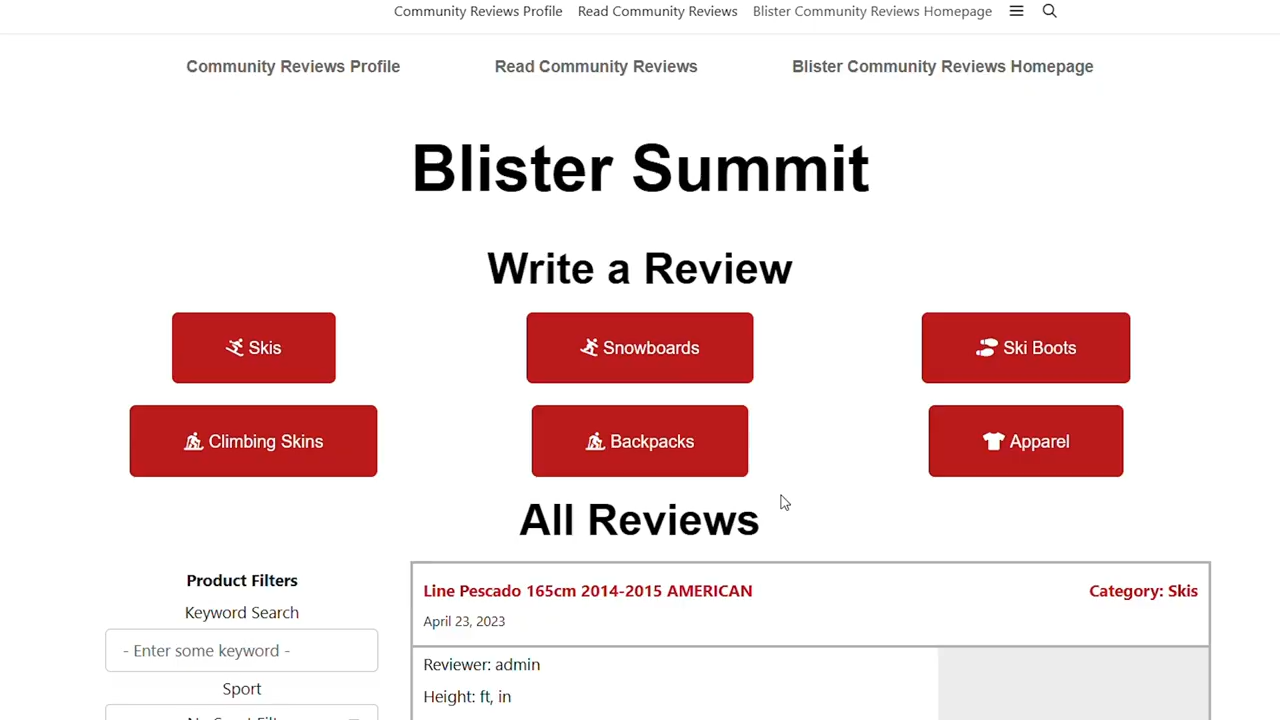 Community Reviews Profile Read Community Reviews Blister Community Reviews Homepage
Community Reviews Profile Read Community Reviews Blister Community Reviews Homepage
Blister Summit
Write a Review
Skis Snowboards Ski Boots
Climbing Skins Backpacks Apparel
All Reviews
Product Filters
Keyword Search
- Enter some keyword -
Sport
Line Pescado 165cm 2014-2015 AMERICAN Category: Skis
April 23, 2023
Reviewer: admin
Height: ft, in